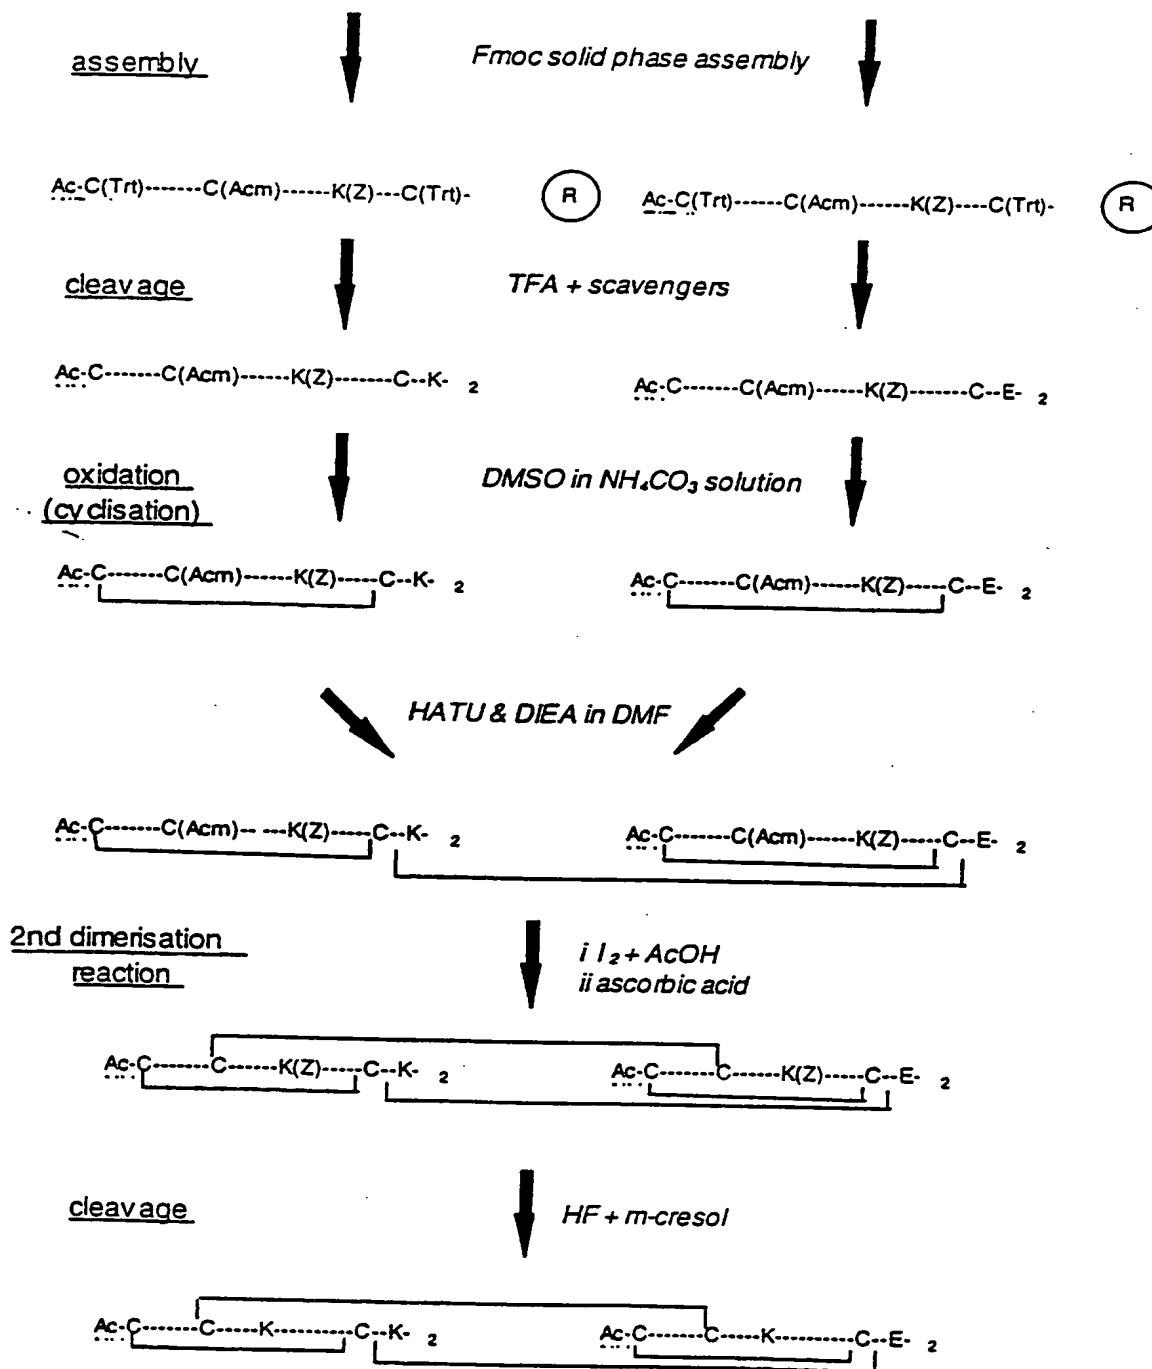 assembly
Fmoc solid phase assembly
Ac-C(Trt)-------C(Acm)------K(Z)---C(Trt)-
R
Ac-C(Trt)------C(Acm)------K(Z)----C(Trt)-
R
cleavage
TFA + scavengers
Ac-C-------C(Acm)------K(Z)-------C--K- 2
Ac-C-------C(Acm)------K(Z)-------C--E- 2
oxidation
(cyclisation)
DMSO in NH₄CO₃ solution
Ac-C-------C(Acm)------K(Z)-----C--K- 2
Ac-C-------C(Acm)------K(Z)-----C--E- 2
HATU & DIEA in DMF
Ac-C-------C(Acm)-- ---K(Z)-----C--K- 2
Ac-C-------C(Acm)------K(Z)-----C--E- 2
2nd dimerisation
reaction
i I₂ + AcOH
ii ascorbic acid
Ac-C-------C------K(Z)-----C--K- 2
Ac-C-------C------K(Z)-----C--E- 2
cleavage
HF + m-cresol
Ac-C-------C-----K---------C--K- 2
Ac-C-------C-----K---------C--E- 2